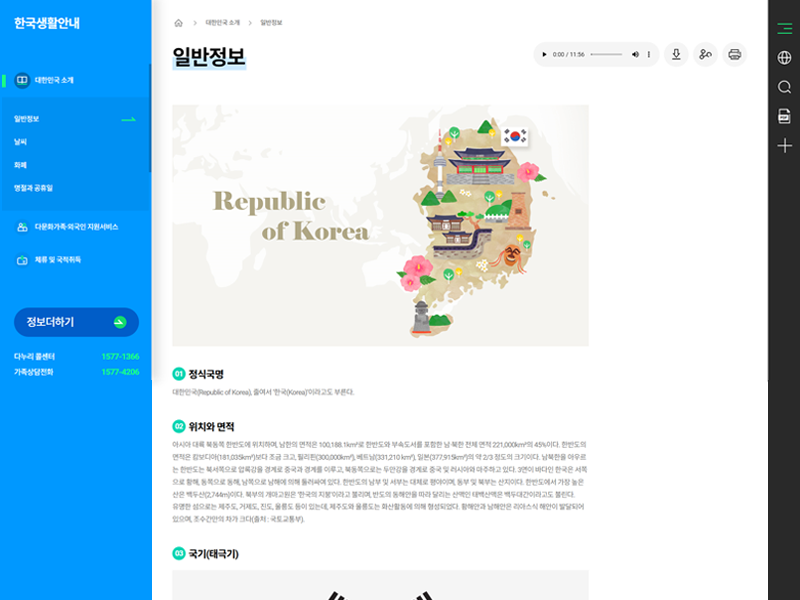 한국생활안내
대한민국 소개
일반정보
날씨
화폐
명절과 공휴일
다문화가족·외국인 지원서비스
체류 및 국적취득
정보더하기
다누리 콜센터 1577-1366
가족상담전화 1577-4206
대한민국 소개 일반정보
일반정보
0:00 / 11:56
PDF
Republic
of Korea
01 정식국명
대한민국(Republic of Korea), 줄여서 '한국(Korea)'이라고도 부른다.
02 위치와 면적
아시아 대륙 북동쪽 한반도에 위치하며, 남한의 면적은 100,188.1km²로 한반도와 부속도서를 포함한 남·북한 전체 면적 221,000km²의 45%이다. 한반도의
면적은 캄보디아(181,035km²)보다 조금 크고, 필리핀(300,000km²), 베트남(331,210 km²), 일본(377,915km²)의 약 2/3 정도의 크기이다. 남북한을 아우르
는 한반도는 북서쪽으로 압록강을 경계로 중국과 경계를 이루고, 북동쪽으로는 두만강을 경계로 중국 및 러시아와 마주하고 있다. 3면이 바다인 한국은 서쪽
으로 황해, 동쪽으로 동해, 남쪽으로 남해에 의해 둘러싸여 있다. 한반도의 남부 및 서부는 대체로 평야이며, 동부 및 북부는 산지이다. 한반도에서 가장 높은
산은 백두산(2,744m)이다. 북부의 개마고원은 '한국의 지붕'이라고 불리며, 반도의 동해안을 따라 달리는 산맥인 태백산맥은 백두대간이라고도 불린다.
유명한 섬으로는 제주도, 거제도, 진도, 울릉도 등이 있는데, 제주도와 울릉도는 화산활동에 의해 형성되었다. 황해안과 남해안은 리아스식 해안이 발달되어
있으며, 조수간만의 차가 크다(출처 : 국토교통부).
03 국기(태극기)